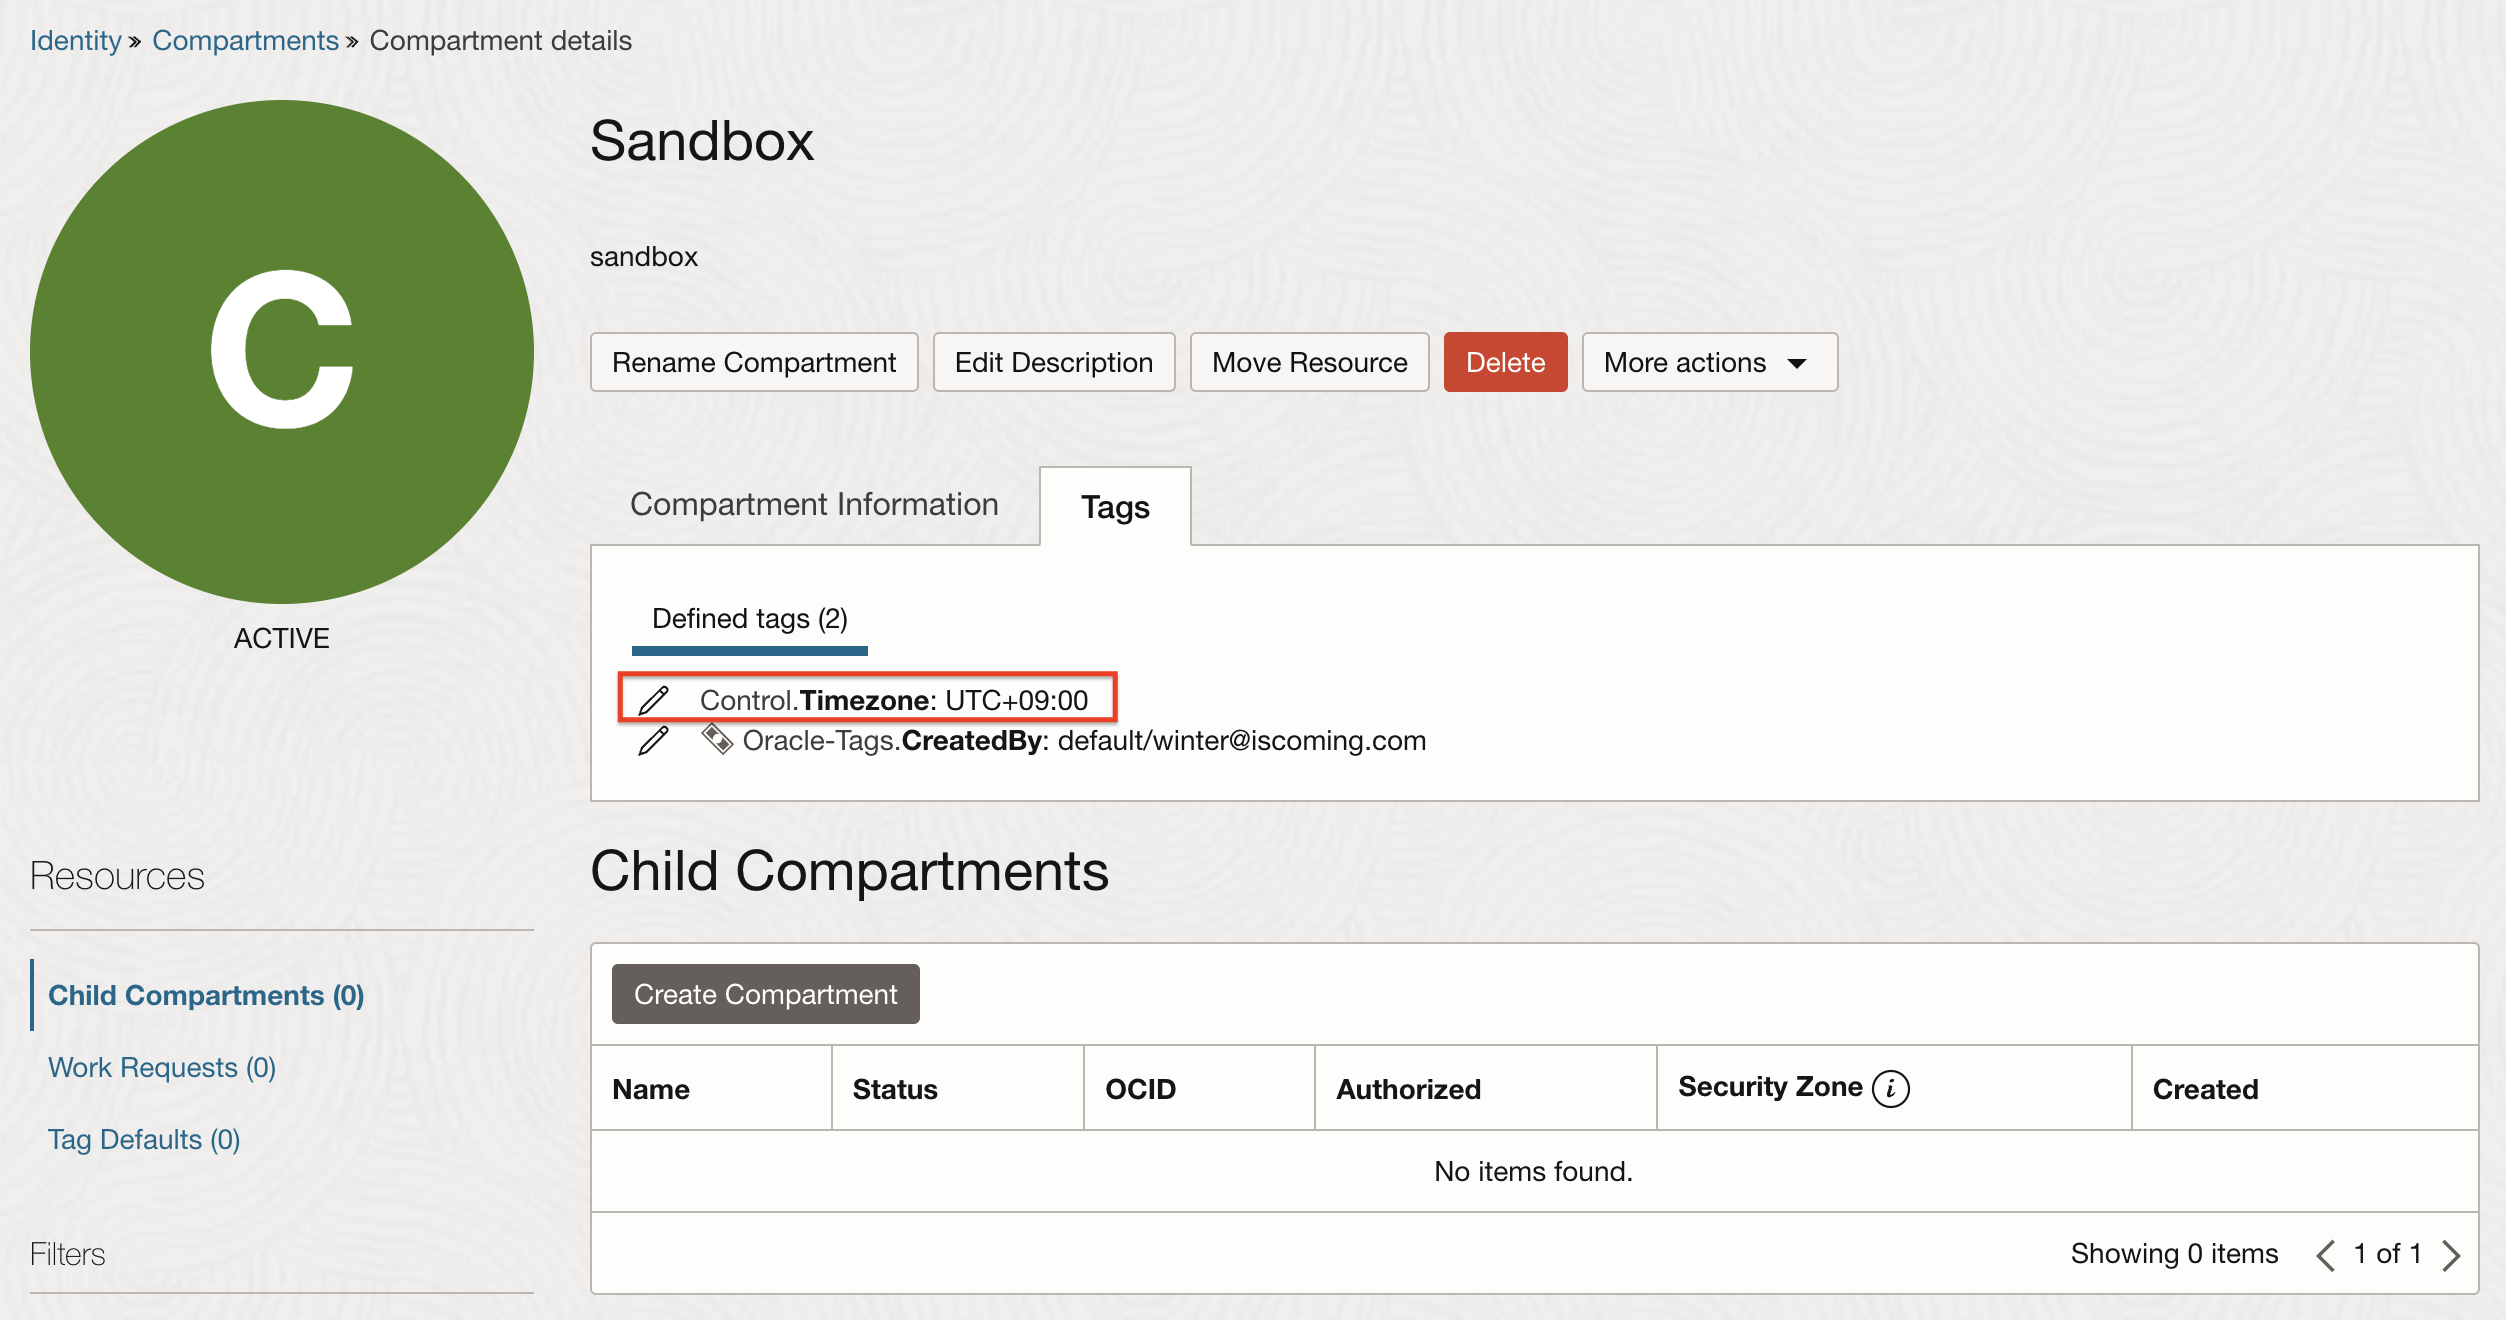 Identity » Compartments » Compartment details
C
ACTIVE
Sandbox
sandbox
Rename Compartment Edit Description Move Resource Delete More actions
Compartment Information Tags
Defined tags (2)
Control.Timezone: UTC+09:00
Oracle-Tags.CreatedBy: default/winter@iscoming.com
Resources
Child Compartments (0)
Work Requests (0)
Tag Defaults (0)
Filters
Child Compartments
Create Compartment
Name Status OCID Authorized Security Zone i Created
No items found.
Showing 0 items < 1 of 1 >